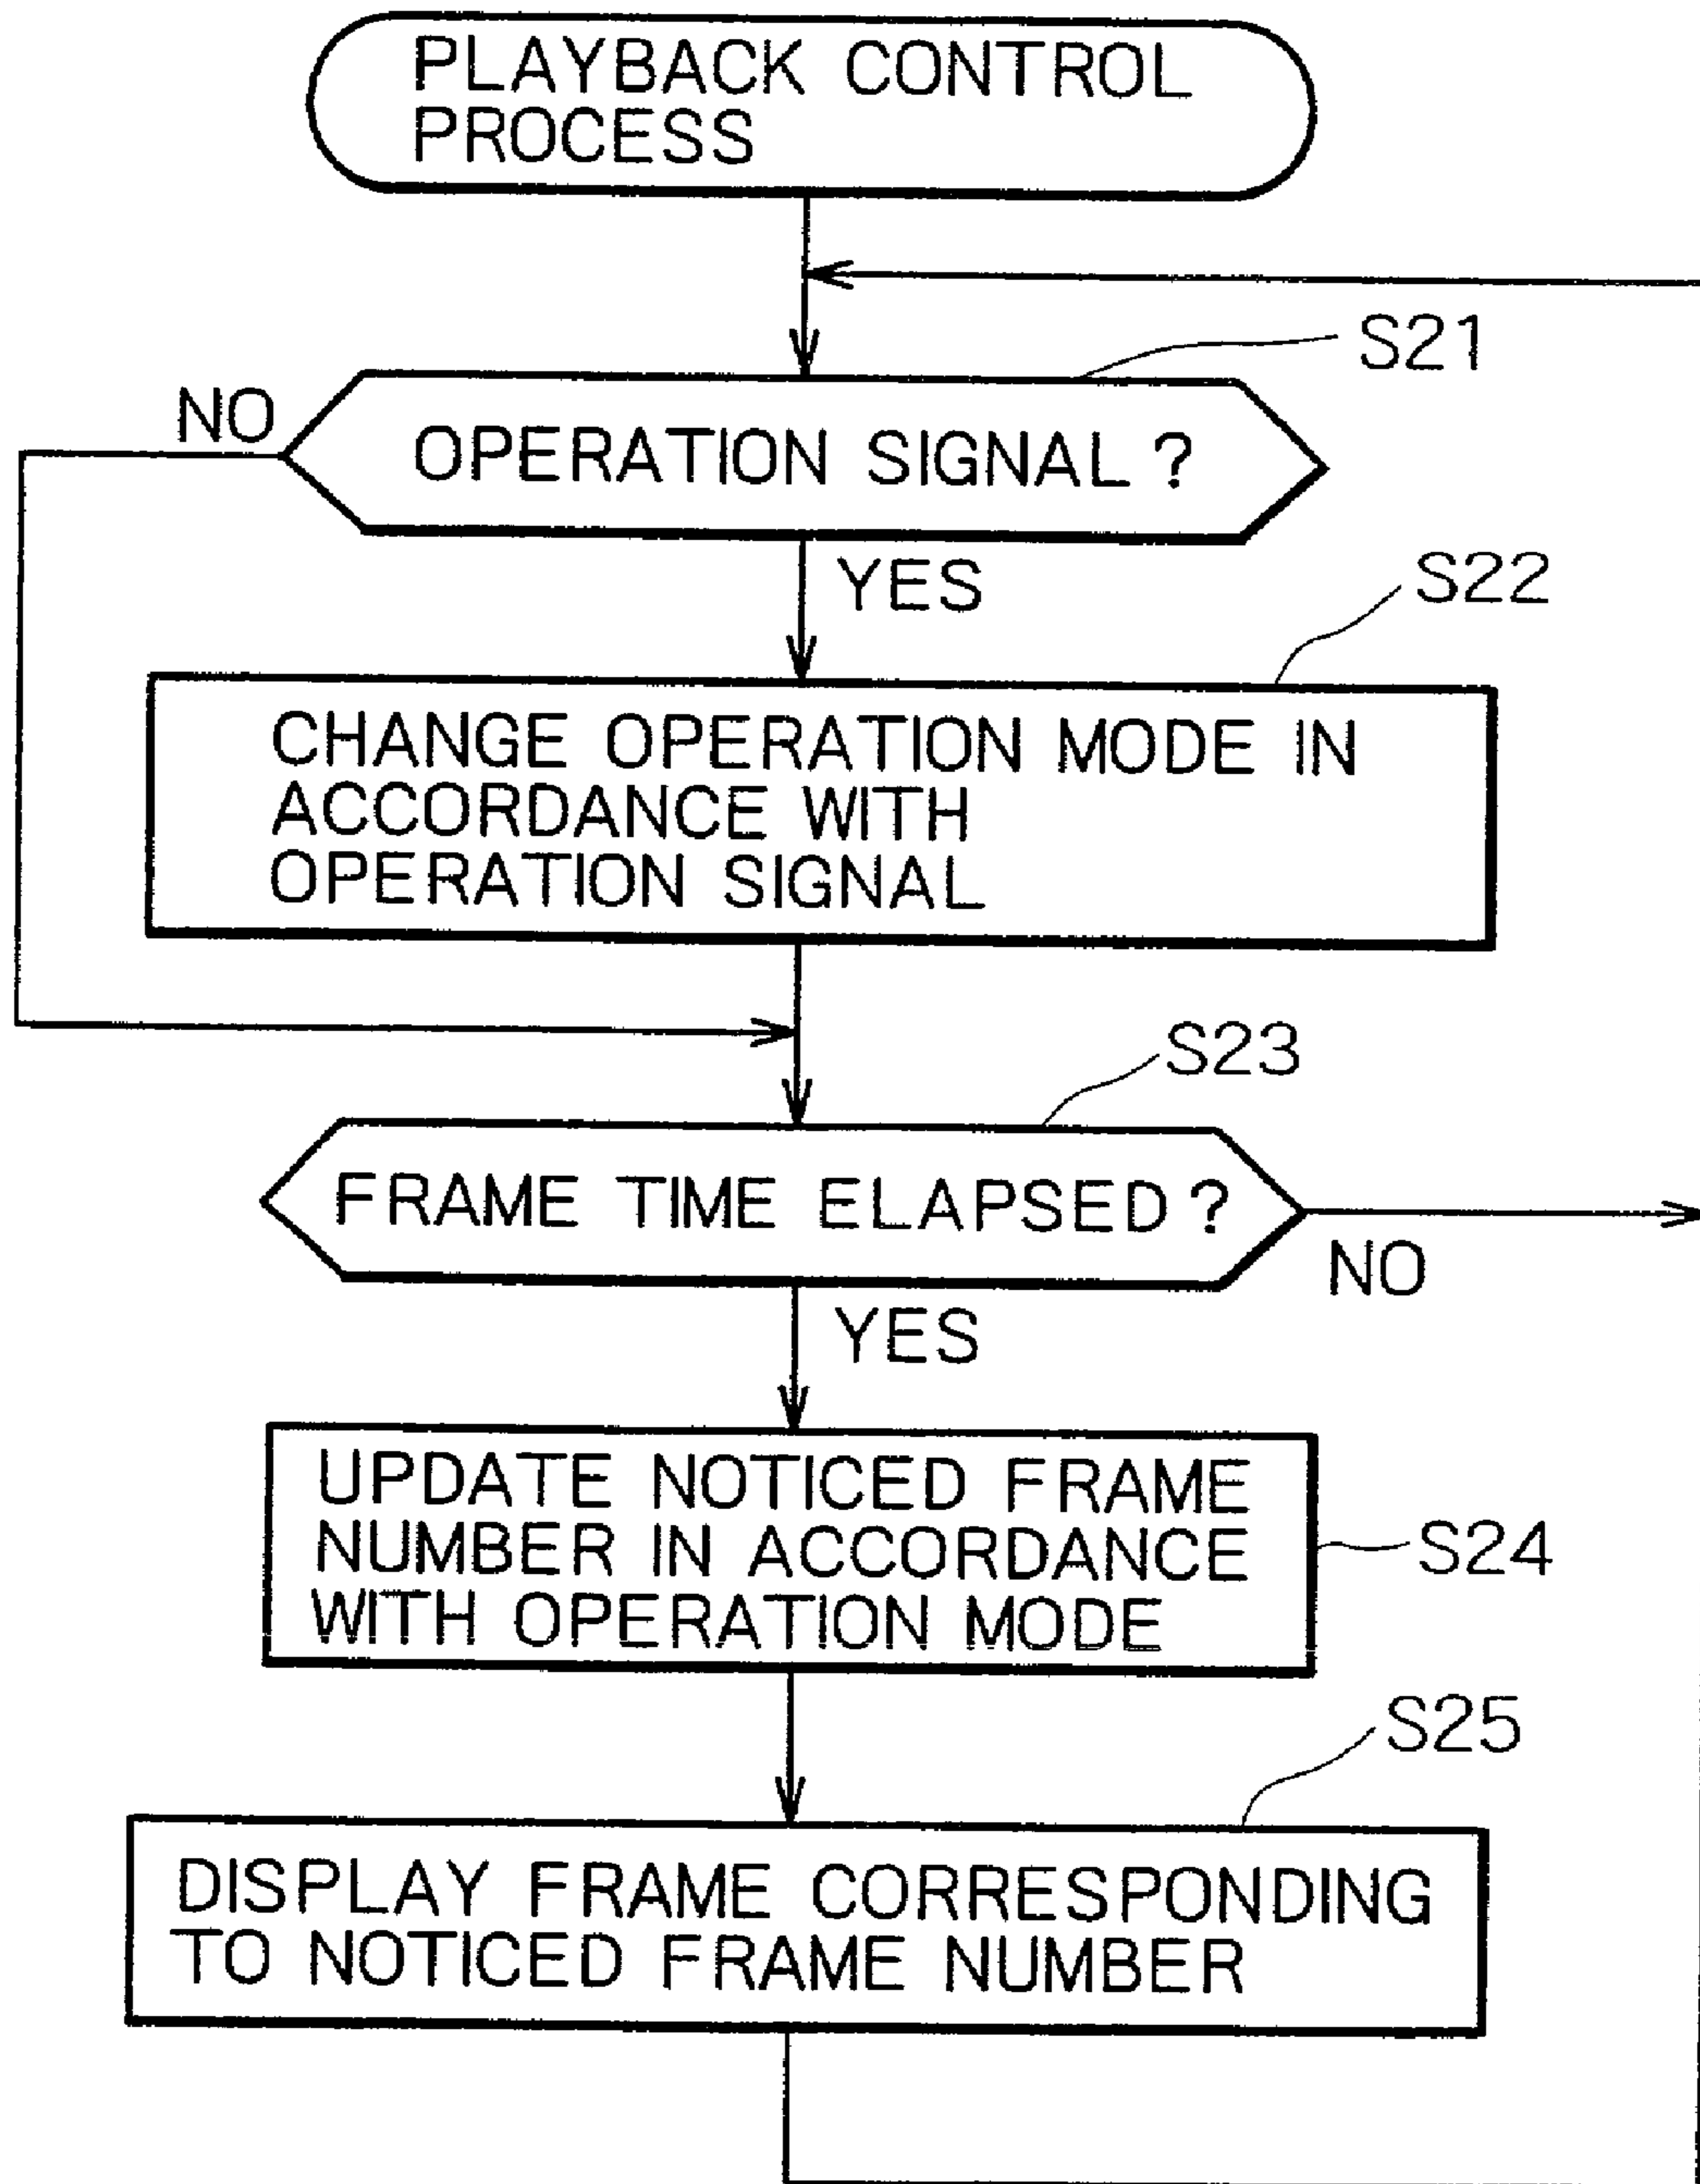 PLAYBACK CONTROL
PROCESS
S21
NO
OPERATION SIGNAL ?
YES
S22
CHANGE OPERATION MODE IN
ACCORDANCE WITH
OPERATION SIGNAL
S23
FRAME TIME ELAPSED ?
NO
YES
UPDATE NOTICED FRAME
NUMBER IN ACCORDANCE
WITH OPERATION MODE
S24
S25
DISPLAY FRAME CORRESPONDING
TO NOTICED FRAME NUMBER